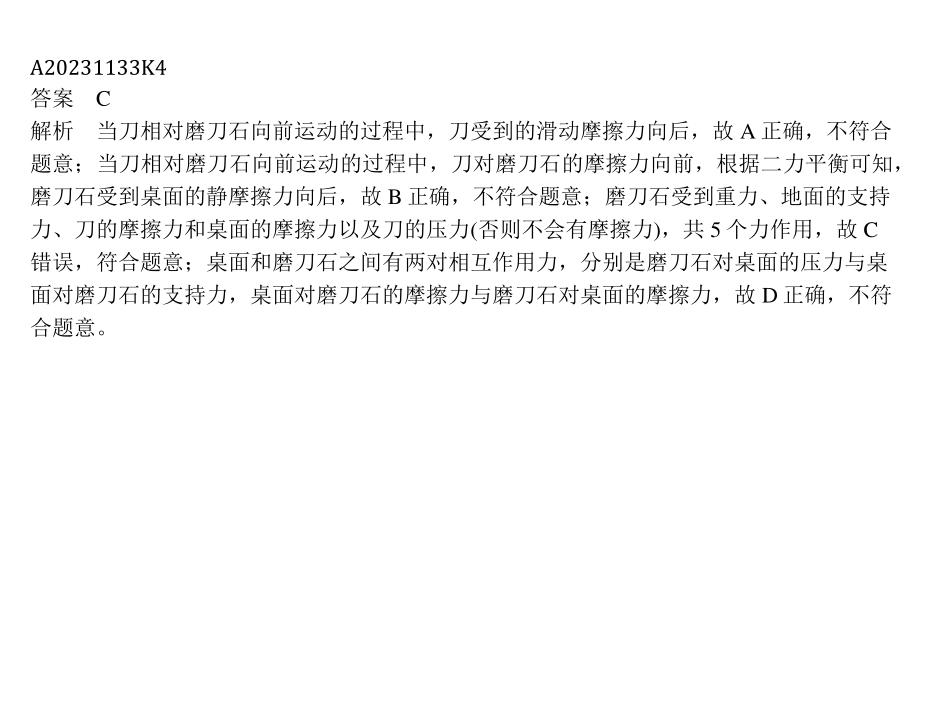 A20231133K4
答案 C
解析 当刀相对磨刀石向前运动的过程中，刀受到的滑动摩擦力向后，故 A 正确，不符合
题意；当刀相对磨刀石向前运动的过程中，刀对磨刀石的摩擦力向前，根据二力平衡可知，
磨刀石受到桌面的静摩擦力向后，故 B 正确，不符合题意；磨刀石受到重力、地面的支持
力、刀的摩擦力和桌面的摩擦力以及刀的压力(否则不会有摩擦力)，共 5 个力作用，故 C
错误，符合题意；桌面和磨刀石之间有两对相互作用力，分别是磨刀石对桌面的压力与桌
面对磨刀石的支持力，桌面对磨刀石的摩擦力与磨刀石对桌面的摩擦力，故 D 正确，不符
合题意。